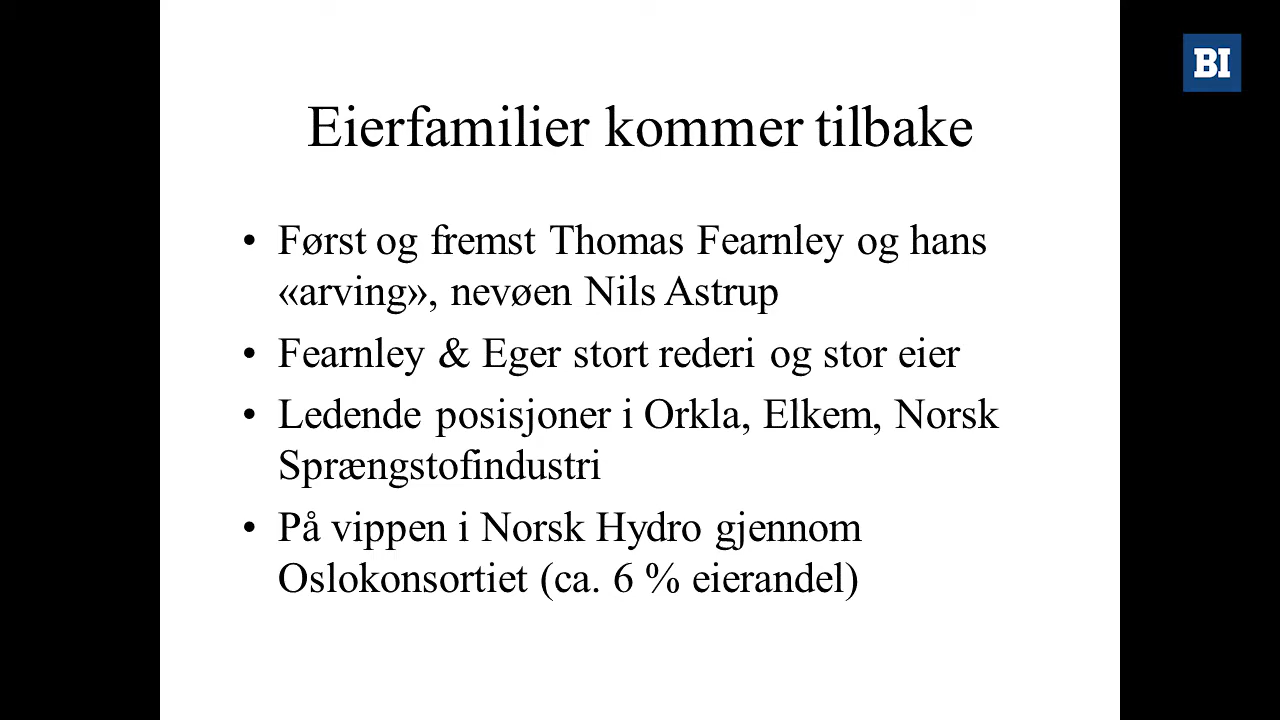 BI
Eierfamilier kommer tilbake
• Først og fremst Thomas Fearnley og hans
«arving», nevøen Nils Astrup
• Fearnley & Eger stort rederi og stor eier
• Ledende posisjoner i Orkla, Elkem, Norsk
Sprængstofindustri
• På vippen i Norsk Hydro gjennom
Oslokonsortiet (ca. 6 % eierandel)